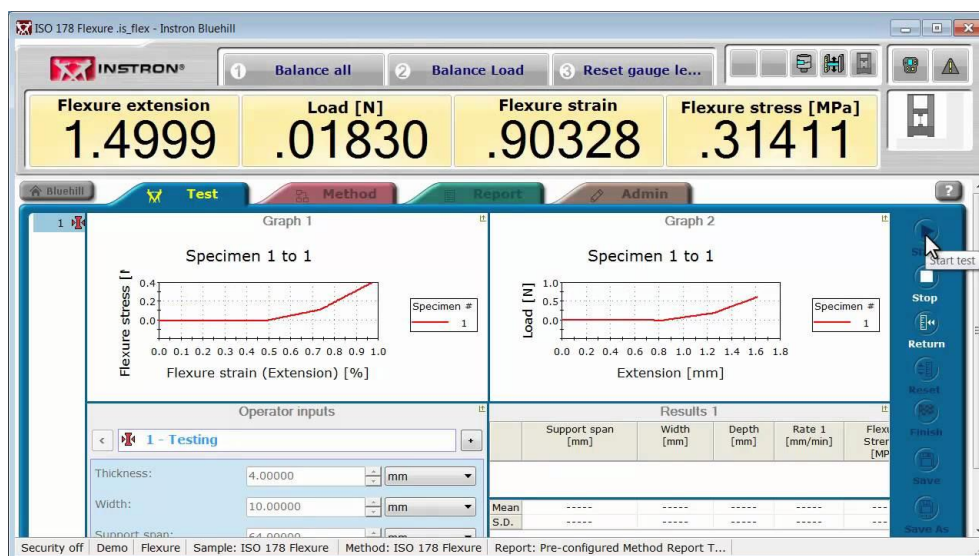 ISO 178 Flexure .is_flex - Instron Bluehill
INSTRON®
1 Balance all
2 Balance Load
3 Reset gauge le...
Flexure extension
1.4999
Load [N]
.01830
Flexure strain
.90328
Flexure stress [MPa]
.31411
Bluehill
Test
Method
Report
Admin
?
1
Graph 1
Specimen 1 to 1
Flexure stress [
0.4
0.2
0.0
0.0 0.1 0.2 0.3 0.4 0.5 0.6 0.7 0.8 0.9 1.0
Flexure strain (Extension) [%]
Specimen #
1
Graph 2
Specimen 1 to 1
Load [N]
1.0
0.5
0.0
0.0 0.2 0.4 0.6 0.8 1.0 1.2 1.4 1.6 1.8
Extension [mm]
Specimen #
1
Start test
Stop
Return
Reset
Finish
Save
Save As
Operator inputs
1 - Testing
Thickness:
4.00000
mm
Width:
10.00000
mm
Support span:
64.00000
mm
Results 1
Support span [mm]
Width [mm]
Depth [mm]
Rate 1 [mm/min]
Flexu Stren [MP
Mean ----- ----- ----- ----- ---
S.D. ----- ----- ----- ----- ---
Security off Demo Flexure Sample: ISO 178 Flexure Method: ISO 178 Flexure Report: Pre-configured Method Report T...